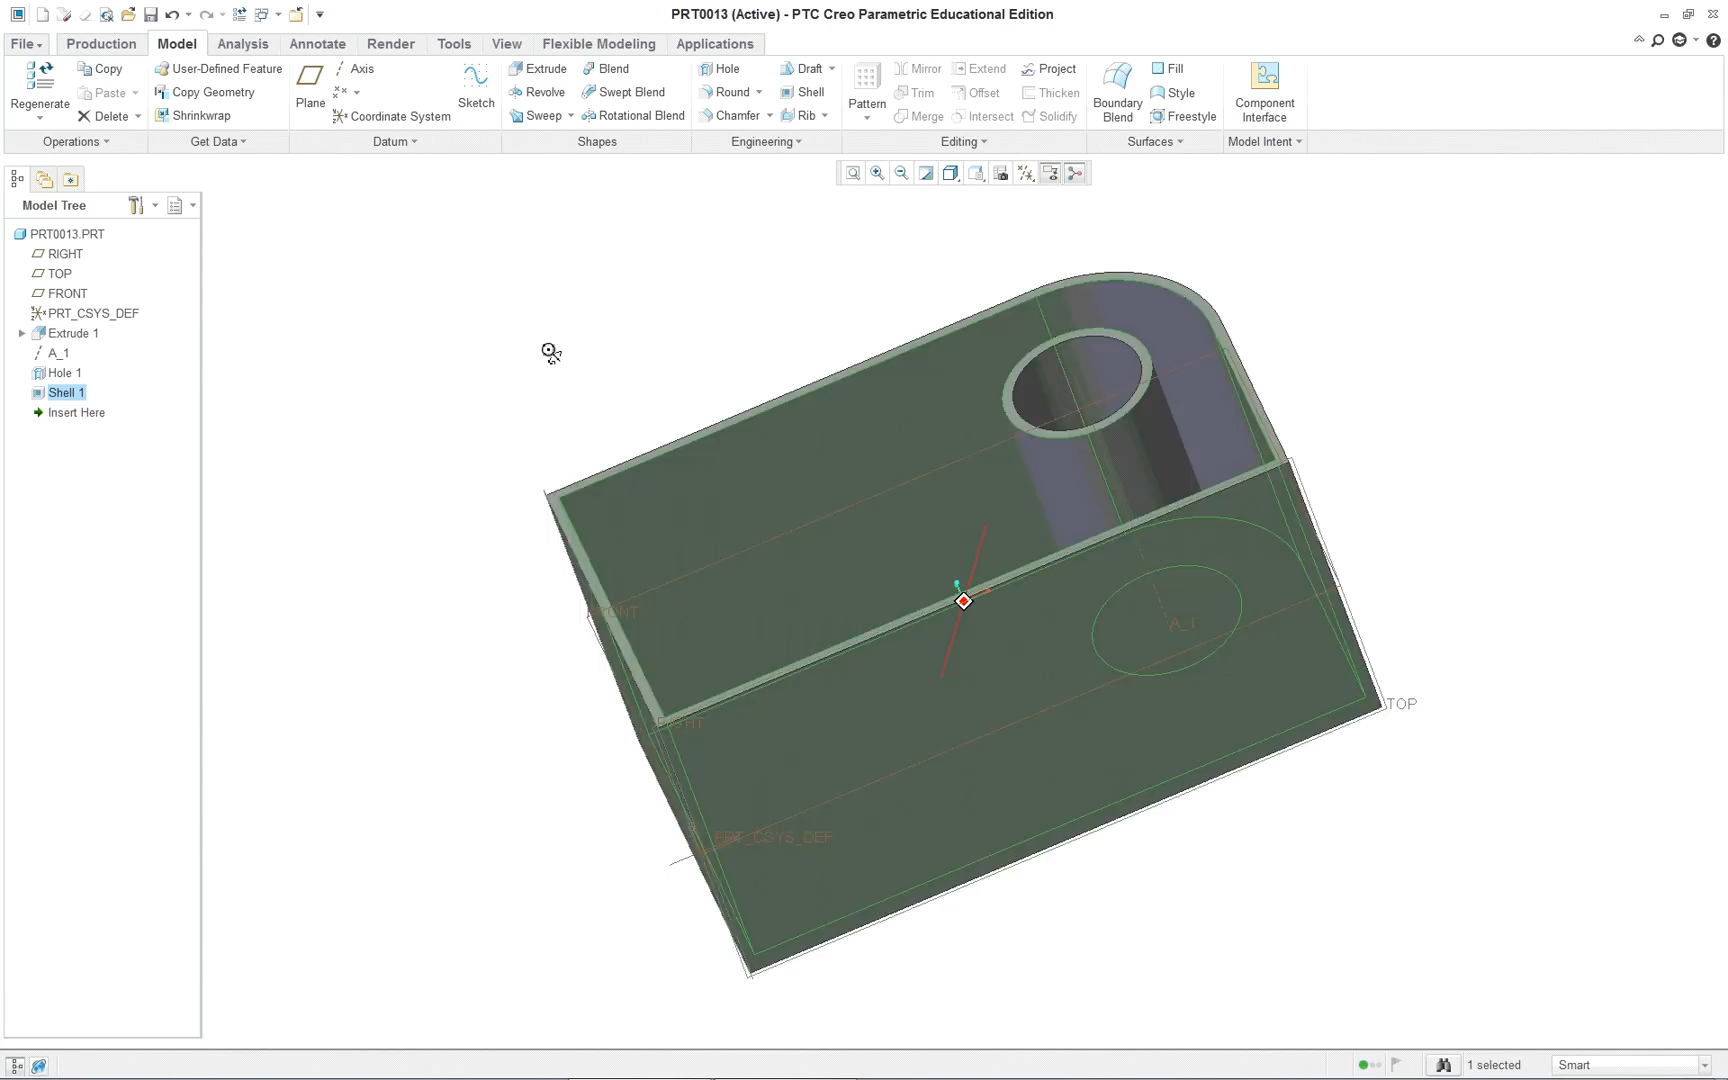 PRT0013 (Active) - PTC Creo Parametric Educational Edition
File Production Model Analysis Annotate Render Tools View Flexible Modeling Applications
Regenerate
Copy
Paste
Delete
Operations
User-Defined Feature
Copy Geometry
Shrinkwrap
Get Data
Plane
Axis
Coordinate System
Sketch
Datum
Extrude
Revolve
Sweep
Blend
Swept Blend
Rotational Blend
Shapes
Hole
Round
Chamfer
Draft
Shell
Rib
Engineering
Pattern
Mirror
Trim
Merge
Extend
Offset
Intersect
Project
Thicken
Solidify
Editing
Boundary
Blend
Fill
Style
Freestyle
Surfaces
Component
Interface
Model Intent
Model Tree
PRT0013.PRT
RIGHT
TOP
FRONT
PRT_CSYS_DEF
Extrude 1
A_1
Hole 1
Shell 1
Insert Here
FRONT
A_1
RIGHT
TOP
PRT_CSYS_DEF
1 selected
Smart